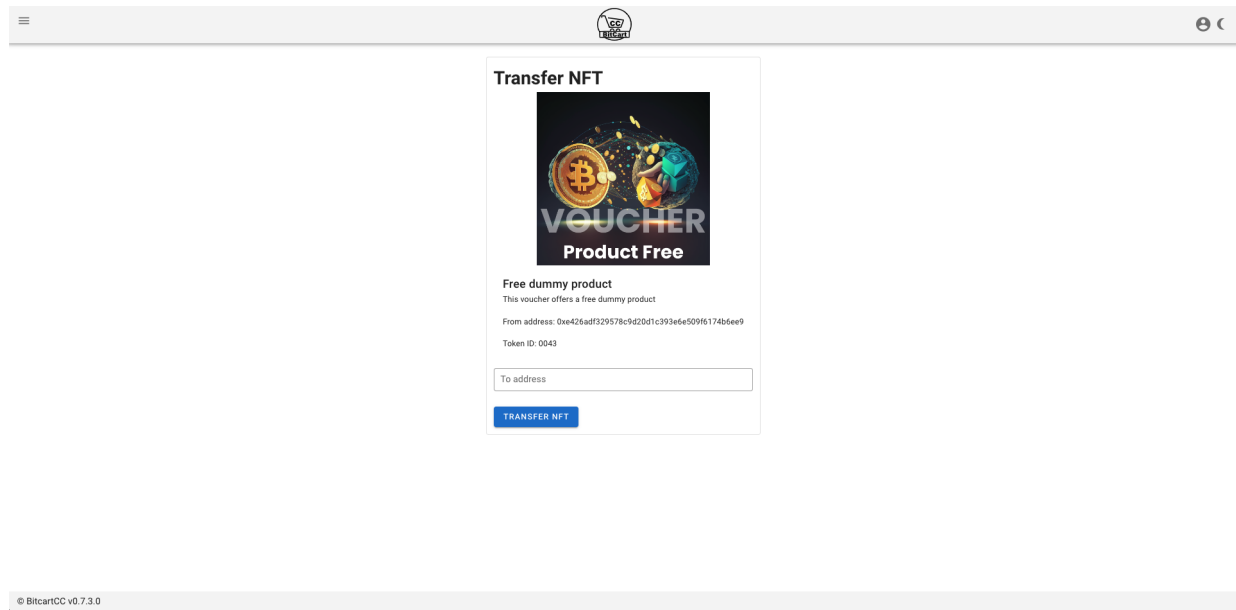 CC
BitCart
Transfer NFT
VOUCHER
Product Free
Free dummy product
This voucher offers a free dummy product
From address: 0xe426adf329578c9d20d1c393e6e509f6174b6ee9
Token ID: 0043
To address
TRANSFER NFT
© BitcartCC v0.7.3.0